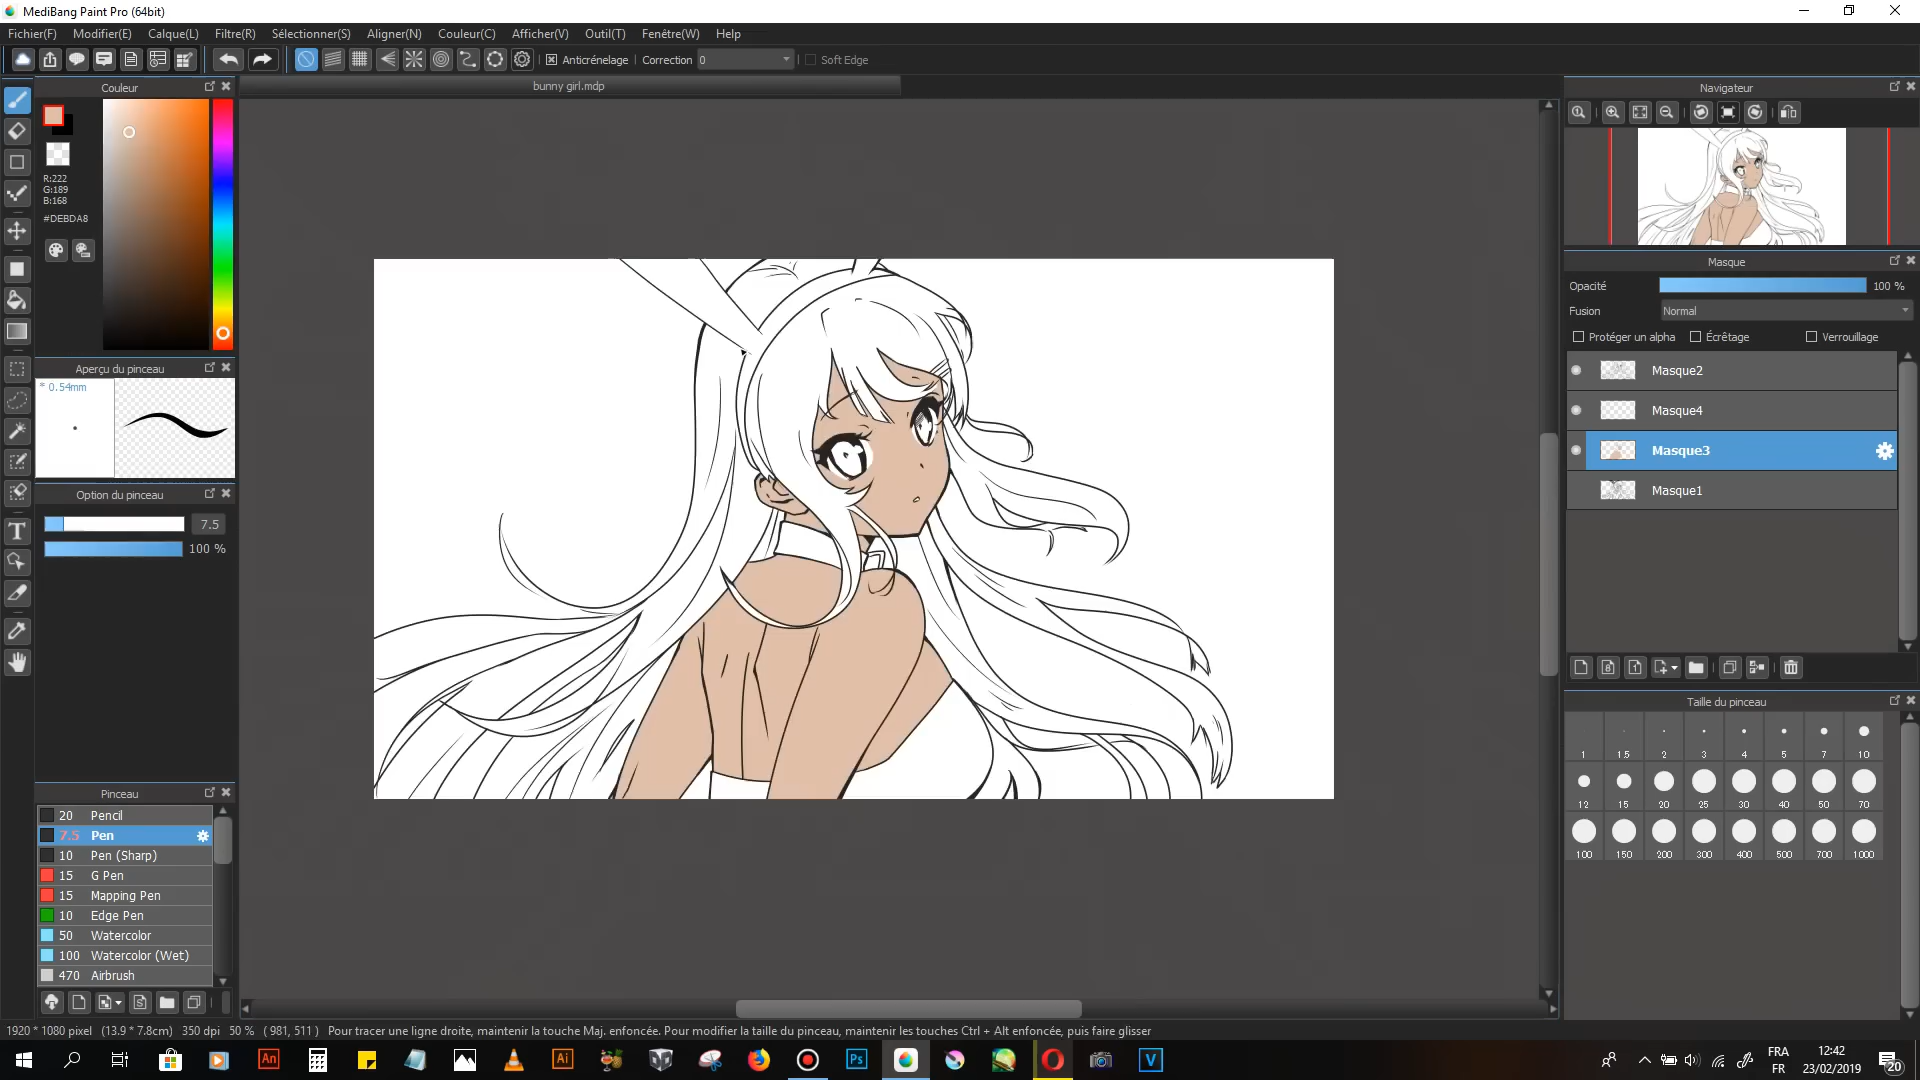 MediBang Paint Pro (64bit)
Fichier(F) Modifier(E) Calque(L) Filtre(R) Sélectionner(S) Aligner(N) Couleur(C) Afficher(V) Outil(T) Fenêtre(W) Help
Anticrénelage Correction 0 Soft Edge
Couleur
bunny girl.mdp
Navigateur
R:222
G:189
B:168
#DEBDA8
Masque
Opacité 100 %
Fusion Normal
Protéger un alpha Écrêtage Verrouillage
Aperçu du pinceau
* 0.54mm
Masque2
Masque4
Masque3
Masque1
Option du pinceau
7.5
100 %
Taille du pinceau
1 1.5 2 3 4 5 7 10
12 15 20 25 30 40 50 70
100 150 200 300 400 500 700 1000
Pinceau
20 Pencil
7.5 Pen
10 Pen (Sharp)
15 G Pen
15 Mapping Pen
10 Edge Pen
50 Watercolor
100 Watercolor (Wet)
470 Airbrush
1920 * 1080 pixel (13.9 * 7.8cm) 350 dpi 50 % ( 981, 511 ) Pour tracer une ligne droite, maintenir la touche Maj. enfoncée. Pour modifier la taille du pinceau, maintenir les touches Ctrl + Alt enfoncée, puis faire glisser
An Ai Ps V
FRA
FR
12:42
23/02/2019
20